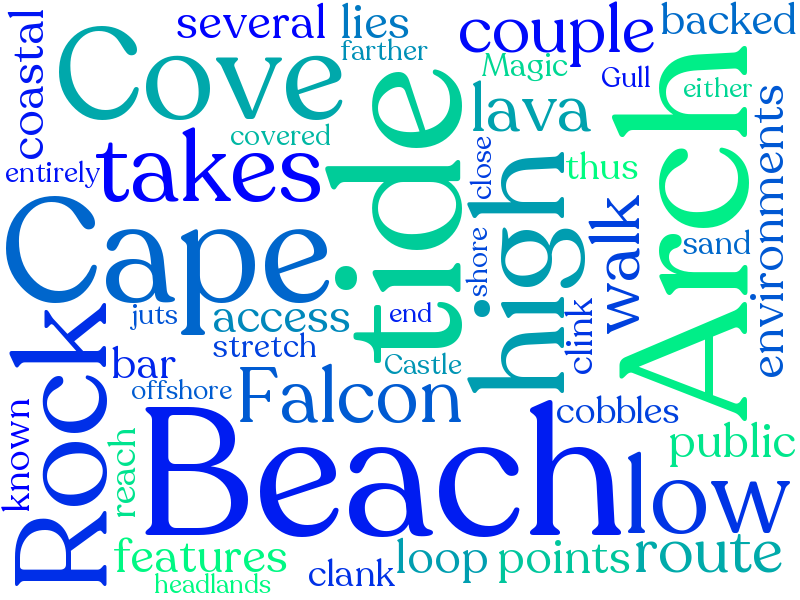 several
lies
couple
backed
coastal
Cove
farther
Magic
Gull
either
covered
tide
lava
Arch
entirely
takes
close
thus
environments
Cape
high
walk
sand
shore
juts
access
end
clink
Rock
stretch
bar
Castle
offshore
Falcon
cobbles
known
reach
Beach
public
low
features
loop
points
route
headlands
clank